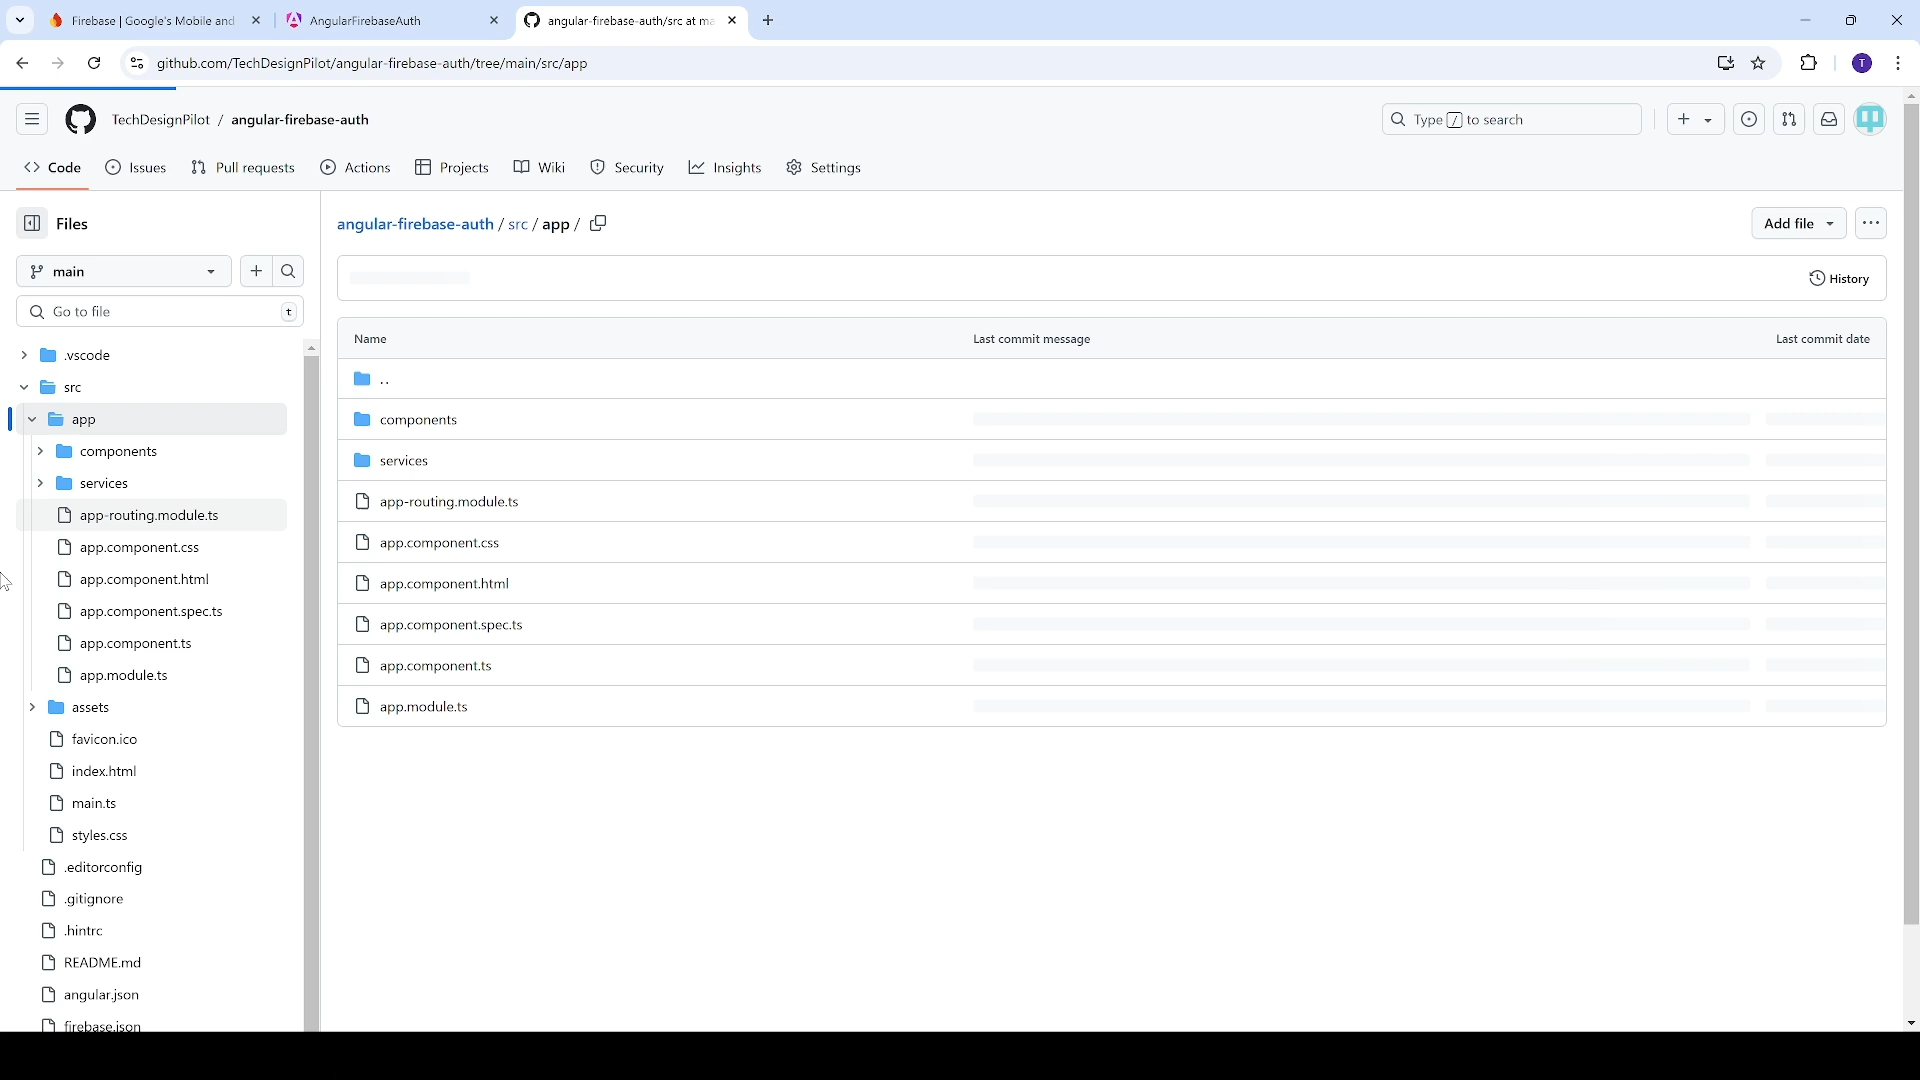 Firebase | Google's Mobile and
AngularFirebaseAuth
angular-firebase-auth/src at ma
github.com/TechDesignPilot/angular-firebase-auth/tree/main/src/app
T
TechDesignPilot / angular-firebase-auth
Type / to search
Code
Issues
Pull requests
Actions
Projects
Wiki
Security
Insights
Settings
Files
angular-firebase-auth / src / app /
Add file
main
History
Go to file
t
Name
Last commit message
Last commit date
.vscode
src
app
components
services
app-routing.module.ts
app.component.css
app.component.html
app.component.spec.ts
app.component.ts
app.module.ts
assets
favicon.ico
index.html
main.ts
styles.css
.editorconfig
.gitignore
.hintrc
README.md
angular.json
firebase.json
..
components
services
app-routing.module.ts
app.component.css
app.component.html
app.component.spec.ts
app.component.ts
app.module.ts